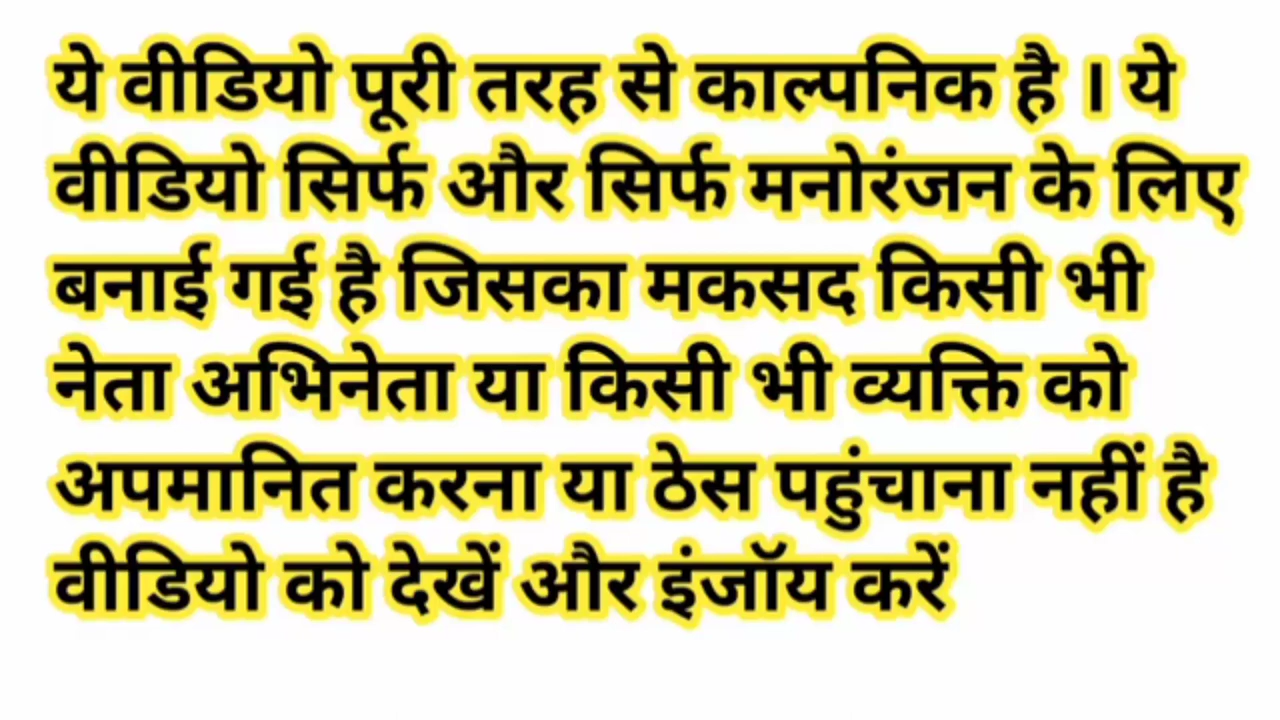 ये वीडियो पूरी तरह से काल्पनिक है । ये
वीडियो सिर्फ और सिर्फ मनोरंजन के लिए
बनाई गई है जिसका मकसद किसी भी
नेता अभिनेता या किसी भी व्यक्ति को
अपमानित करना या ठेस पहुंचाना नहीं है
वीडियो को देखें और इंजॉय करें